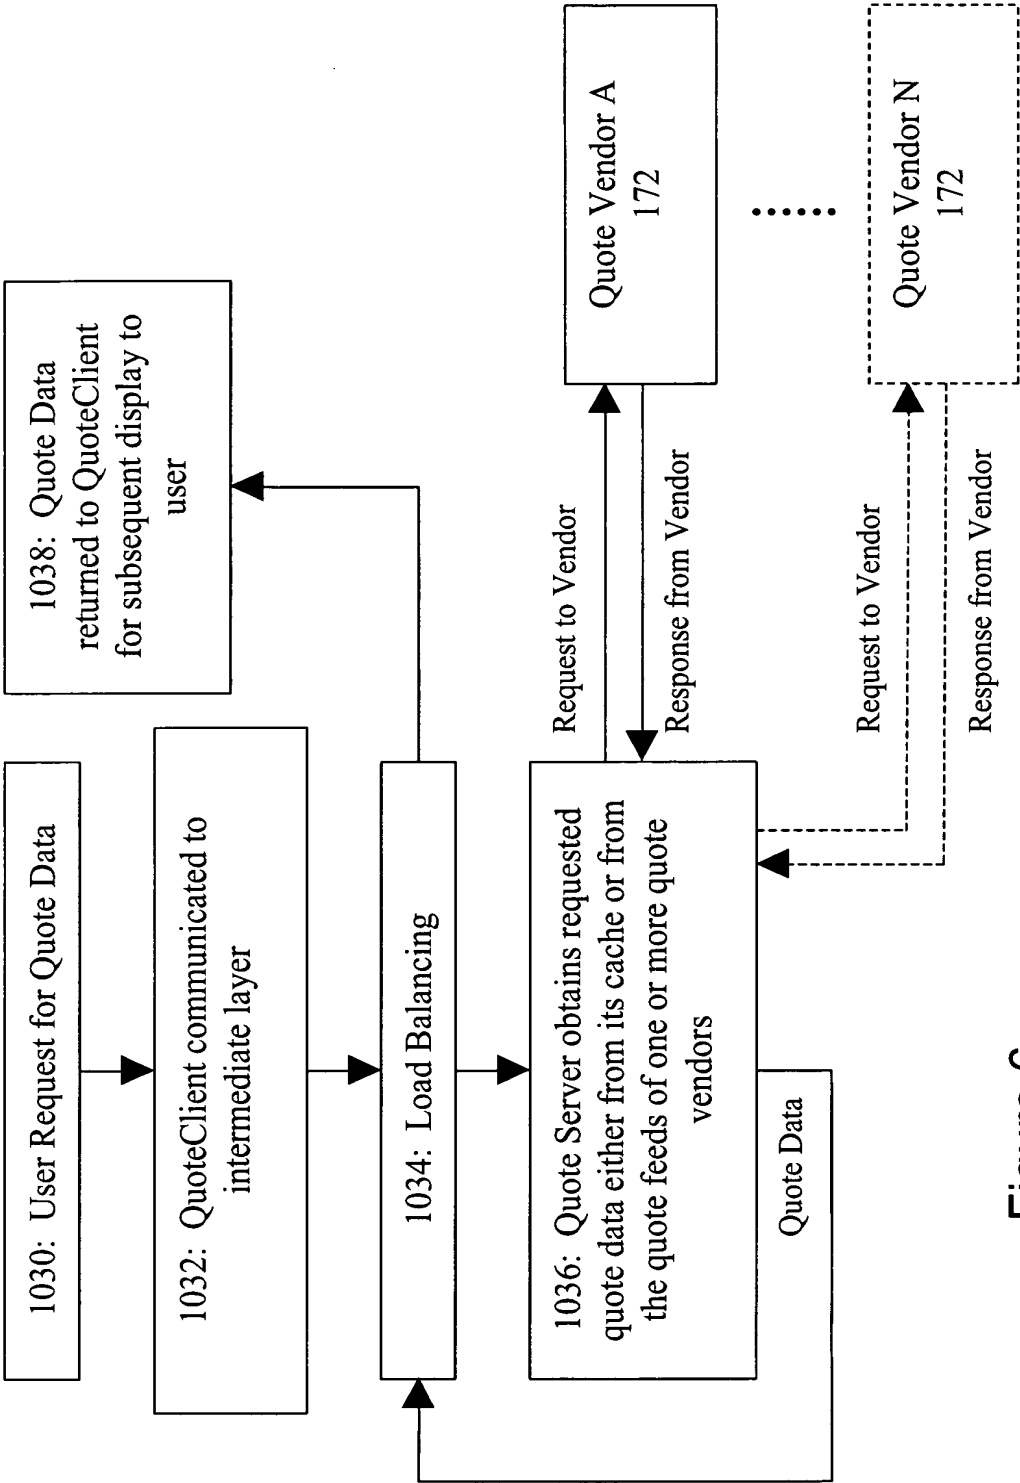 1030:  User Request for Quote Data
1032:  QuoteClient communicated to
intermediate layer
1034:  Load Balancing
1036:  Quote Server obtains requested
quote data either from its cache or from
the quote feeds of one or more quote
vendors
Quote Data
1038:  Quote Data
returned to QuoteClient
for subsequent display to
user
Request to Vendor
Response from Vendor
Quote Vendor A
172
Request to Vendor
Response from Vendor
Quote Vendor N
172